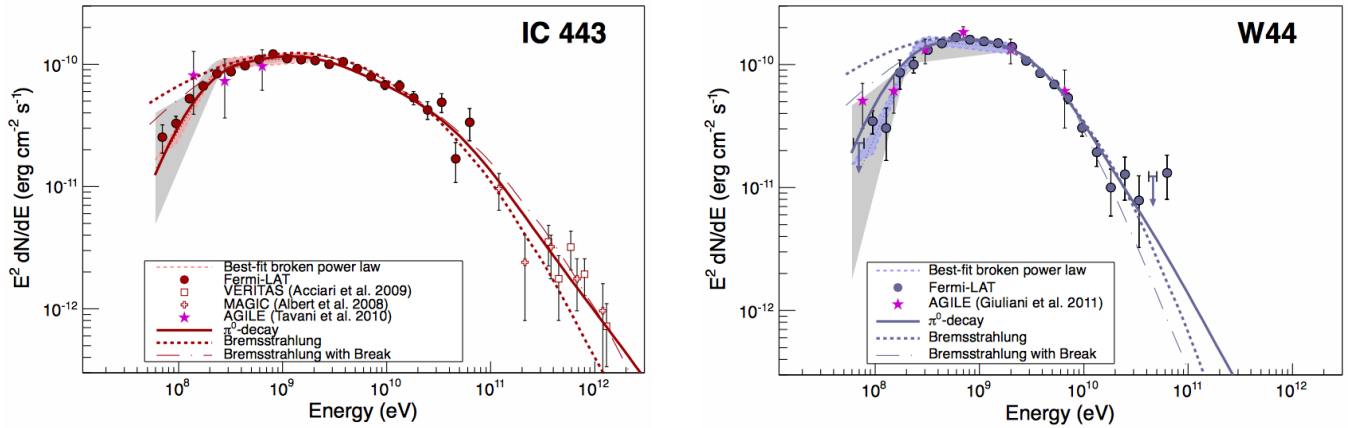 IC 443
E² dN/dE (erg cm⁻² s⁻¹)
10⁻¹⁰
10⁻¹¹
10⁻¹²
Best-fit broken power law
Fermi-LAT
VERITAS (Acciari et al. 2009)
MAGIC (Albert et al. 2008)
AGILE (Tavani et al. 2010)
π⁰-decay
Bremsstrahlung
Bremsstrahlung with Break
10⁸ 10⁹ 10¹⁰ 10¹¹ 10¹²
Energy (eV)
W44
E² dN/dE (erg cm⁻² s⁻¹)
10⁻¹⁰
10⁻¹¹
10⁻¹²
Best-fit broken power law
Fermi-LAT
AGILE (Giuliani et al. 2011)
π⁰-decay
Bremsstrahlung
Bremsstrahlung with Break
10⁸ 10⁹ 10¹⁰ 10¹¹ 10¹²
Energy (eV)